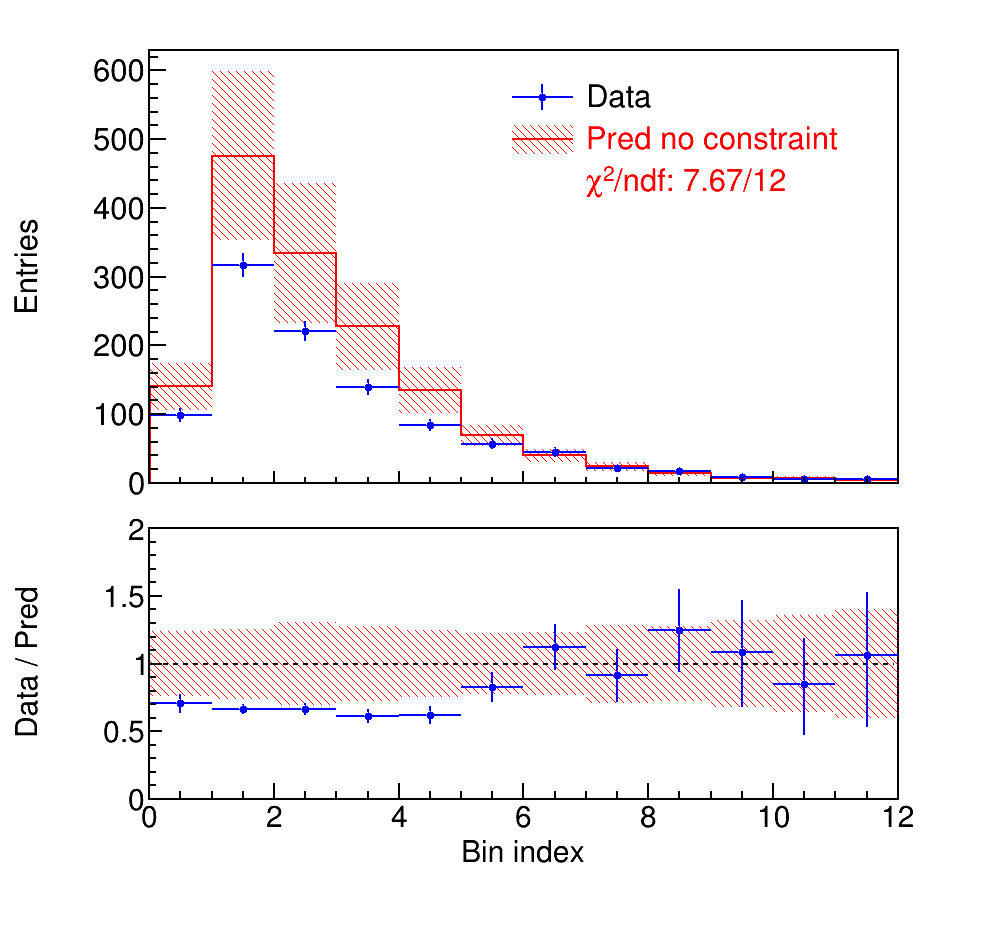 Entries
600
500
400
300
200
100
0
Data
Pred no constraint
χ²/ndf: 7.67/12
Data / Pred
2
1.5
1
0.5
0
0 2 4 6 8 10 12
Bin index